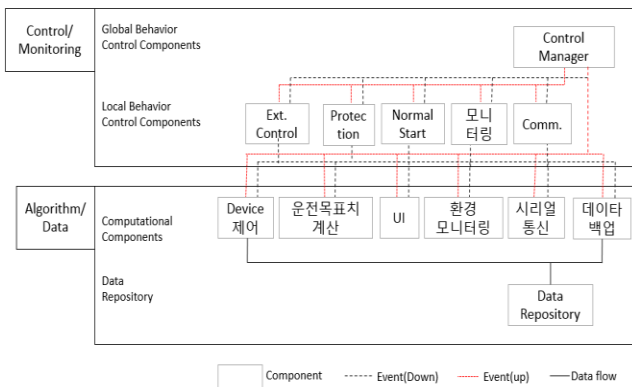 Control/
Monitoring
Global Behavior
Control Components
Control
Manager
Local Behavior
Control Components
Ext.
Control
Protec
tion
Normal
Start
모니
터링
Comm.
Algorithm/
Data
Computational
Components
Device
제어
운전목표치
계산
UI
환경
모니터링
시리얼
통신
데이타
백업
Data
Repository
Data
Repository
Component
Event(Down)
Event(up)
Data flow